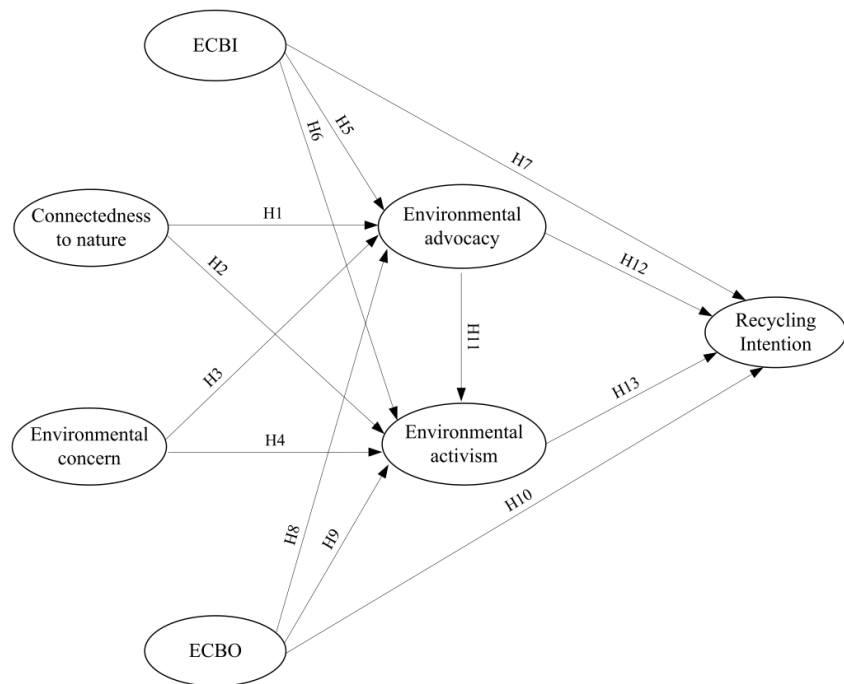 ECBI
H5
H6
H7
Connectedness
to nature
H1
H2
Environmental
advocacy
H12
H11
Recycling
Intention
H3
Environmental
concern
H4
Environmental
activism
H13
H8
H9
H10
ECBO